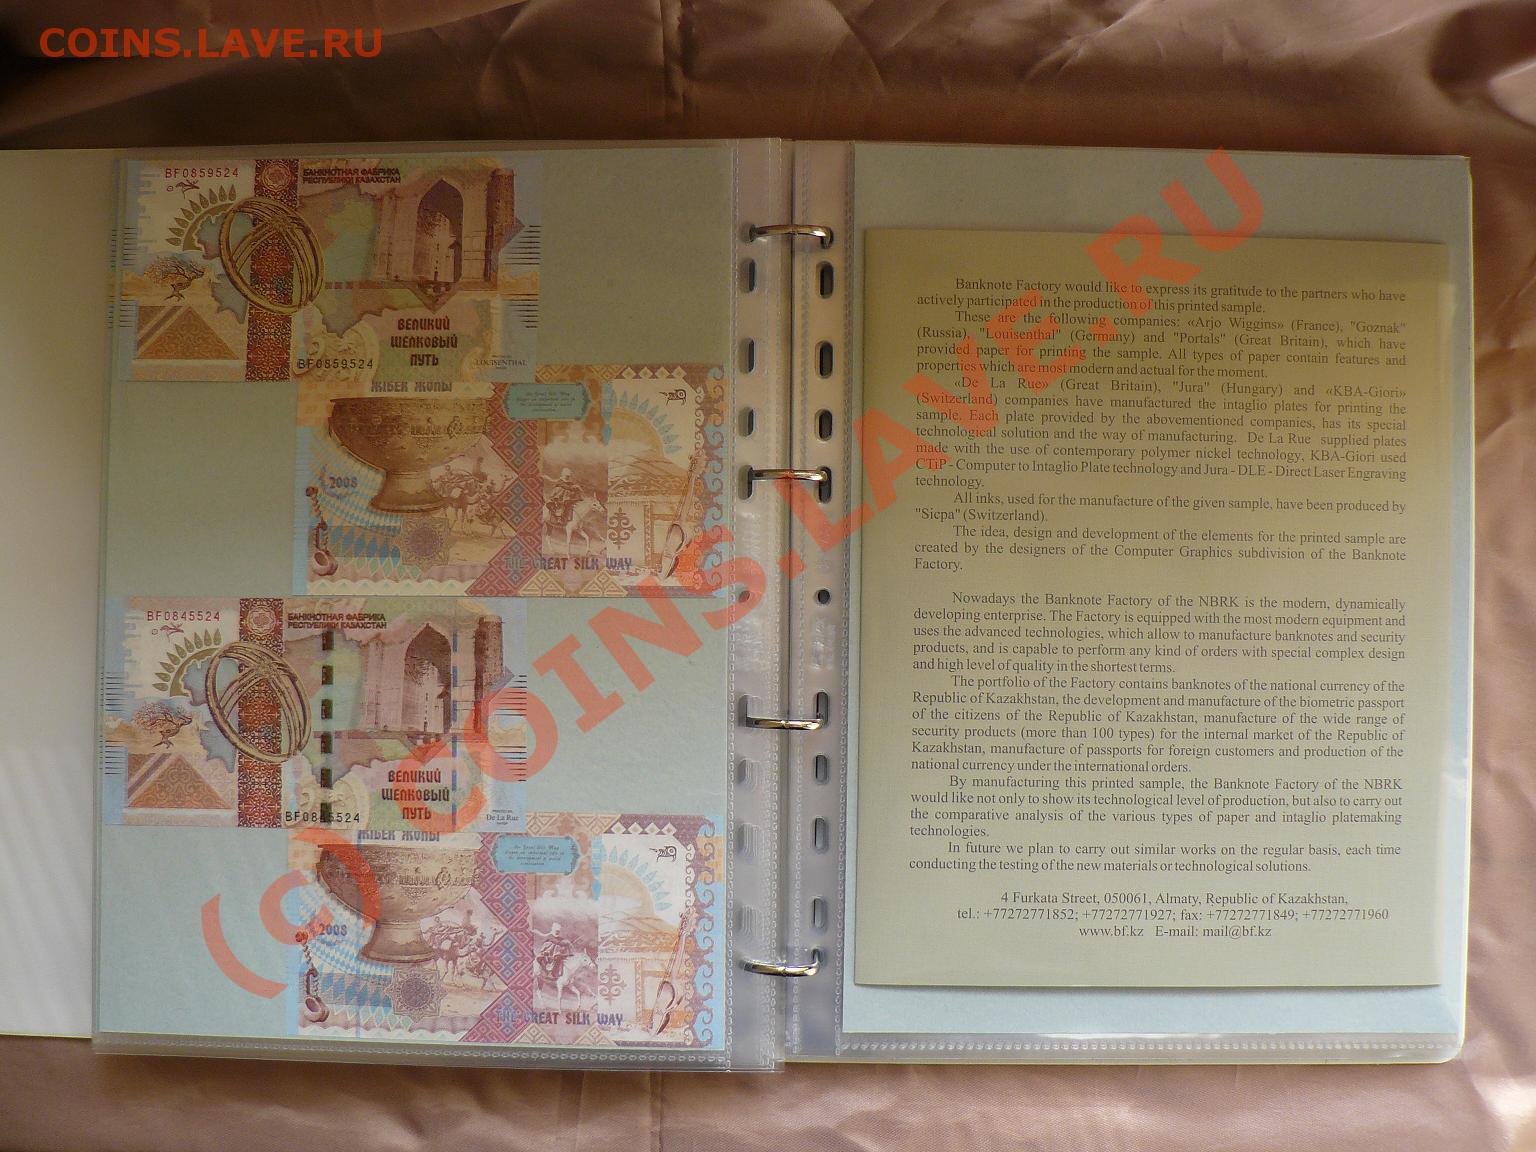 COINS.LAVE.RU
BF0859524
БАНКНОТНАЯ ФАБРИКА
РЕСПУБЛИКИ КАЗАХСТАН
ВЕЛИКИЙ
ШЕЛКОВЫЙ
ПУТЬ
BF0859524
LOUISENTHAL
ЖІБЕК ЖОЛЫ
2008
THE GREAT SILK WAY
BF0845524
БАНКНОТНАЯ ФАБРИКА
РЕСПУБЛИКИ КАЗАХСТАН
ВЕЛИКИЙ
ШЕЛКОВЫЙ
ПУТЬ
BF0845524
De La Rue
ЖІБЕК ЖОЛЫ
2008
THE GREAT SILK WAY
Banknote Factory would like to express its gratitude to the partners who have
actively participated in the production of this printed sample.
These are the following companies: «Arjo Wiggins» (France), "Goznak"
(Russia), "Louisenthal" (Germany) and "Portals" (Great Britain), which have
provided paper for printing the sample. All types of paper contain features and
properties which are most modern and actual for the moment.
«De La Rue» (Great Britain), "Jura" (Hungary) and «KBA-Giori»
(Switzerland) companies have manufactured the intaglio plates for printing the
sample. Each plate provided by the abovementioned companies, has its special
technological solution and the way of manufacturing. De La Rue supplied plates
made with the use of contemporary polymer nickel technology, KBA-Giori used
CTiP - Computer to Intaglio Plate technology and Jura - DLE - Direct Laser Engraving
technology.
All inks, used for the manufacture of the given sample, have been produced by
"Sicpa" (Switzerland).
The idea, design and development of the elements for the printed sample are
created by the designers of the Computer Graphics subdivision of the Banknote
Factory.
Nowadays the Banknote Factory of the NBRK is the modern, dynamically
developing enterprise. The Factory is equipped with the most modern equipment and
uses the advanced technologies, which allow to manufacture banknotes and security
products, and is capable to perform any kind of orders with special complex design
and high level of quality in the shortest terms.
The portfolio of the Factory contains banknotes of the national currency of the
Republic of Kazakhstan, the development and manufacture of the biometric passport
of the citizens of the Republic of Kazakhstan, manufacture of the wide range of
security products (more than 100 types) for the internal market of the Republic of
Kazakhstan, manufacture of passports for foreign customers and production of the
national currency under the international orders.
By manufacturing this printed sample, the Banknote Factory of the NBRK
would like not only to show its technological level of production, but also to carry out
the comparative analysis of the various types of paper and intaglio platemaking
technologies.
In future we plan to carry out similar works on the regular basis, each time
conducting the testing of the new materials or technological solutions.
4 Furkata Street, 050061, Almaty, Republic of Kazakhstan,
tel.: +77272771852; +77272771927; fax: +77272771849; +77272771960
www.bf.kz E-mail: mail@bf.kz
(c) COINS.LAVE.RU